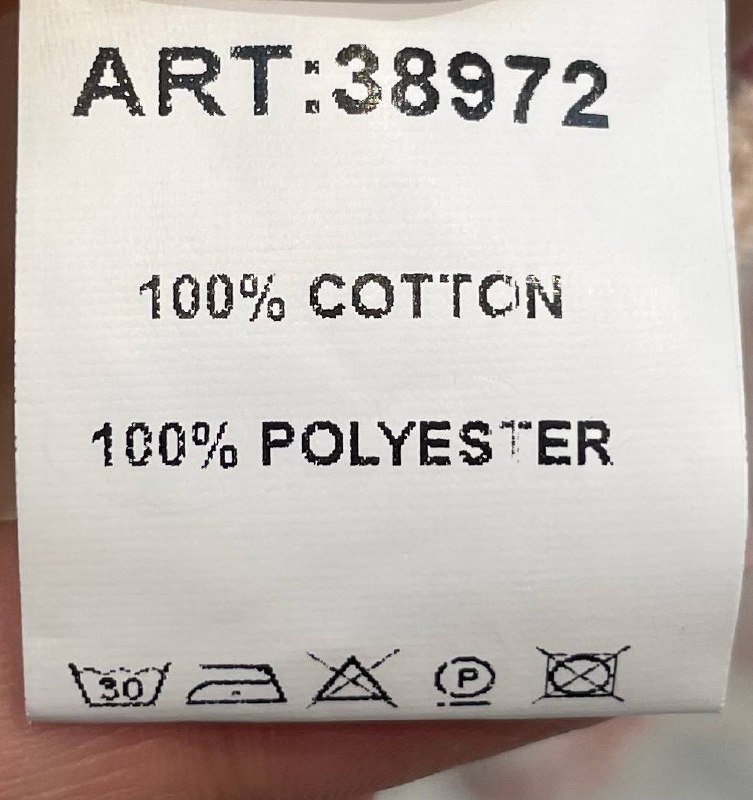 ART:38972
100% COTTON
100% POLYESTER
30 P